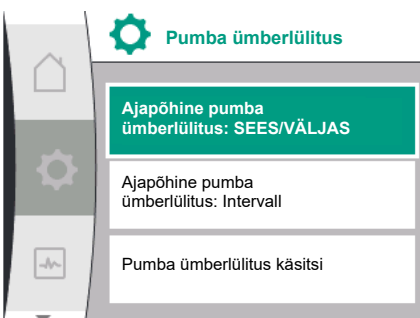 Pumba ümberlülitus
Ajapõhine pumba
ümberlülitus: SEES/VÄLJAS
Ajapõhine pumba
ümberlülitus: Intervall
Pumba ümberlülitus käsitsi